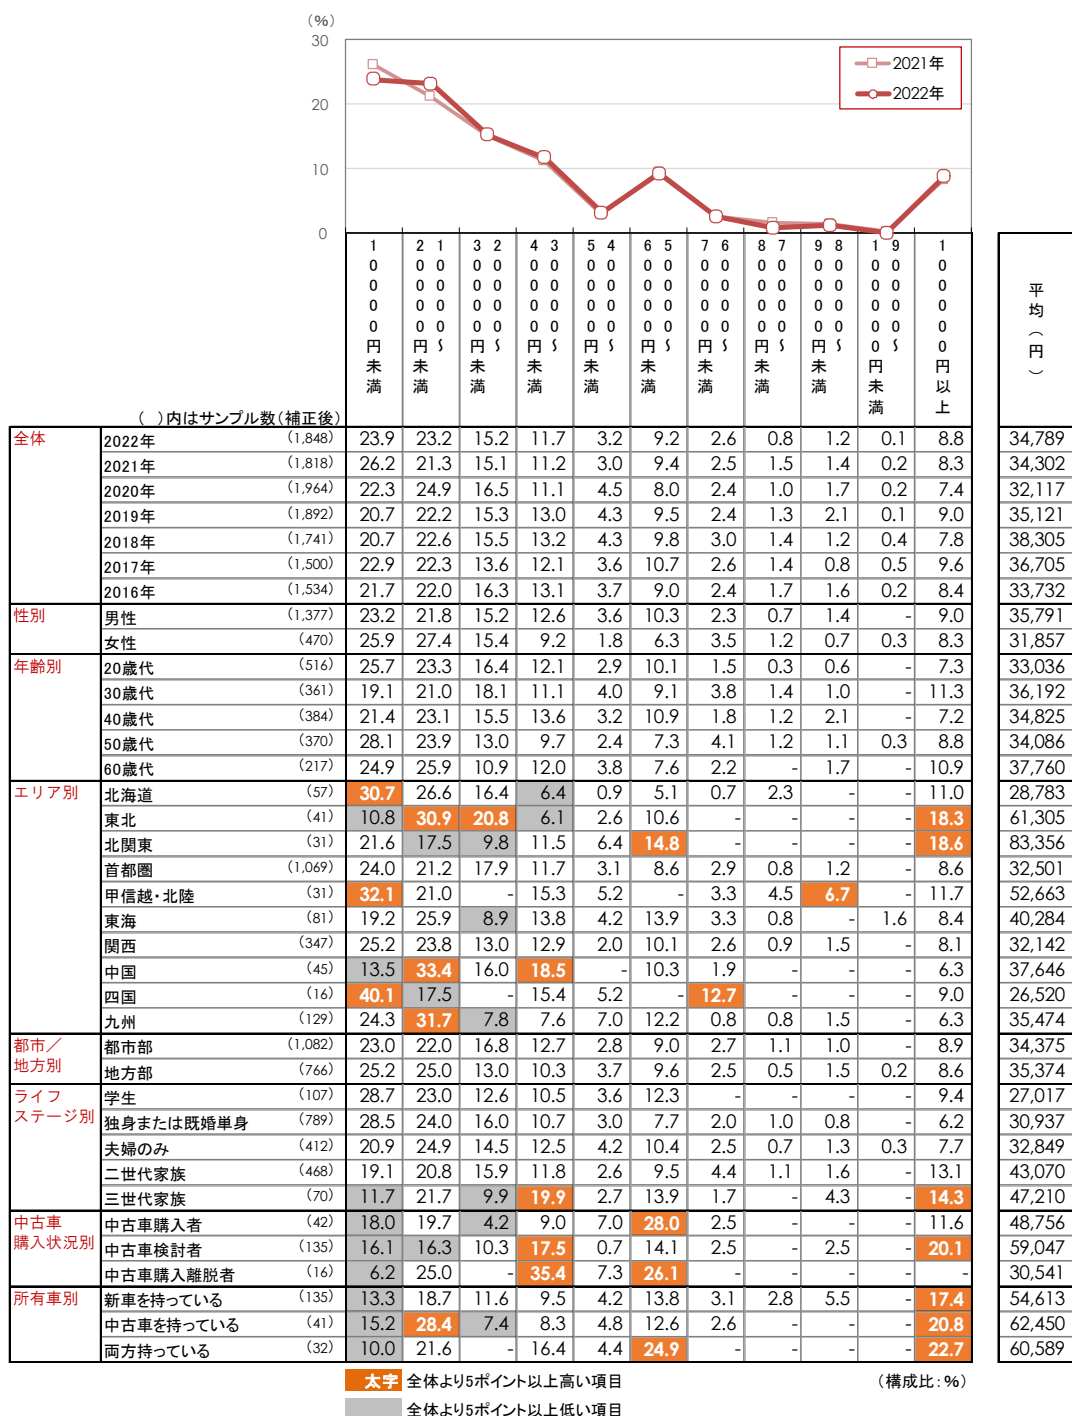 (%)
30
20
10
0
2021年
2022年
10000円未満
10000～20000円未満
20000～30000円未満
30000～40000円未満
40000～50000円未満
50000～60000円未満
60000～70000円未満
70000～80000円未満
80000～90000円未満
90000～100000円未満
100000円以上
平均(円)
( )内はサンプル数(補正後)
全体 2022年 (1,848) 23.9 23.2 15.2 11.7 3.2 9.2 2.6 0.8 1.2 0.1 8.8 34,789
2021年 (1,818) 26.2 21.3 15.1 11.2 3.0 9.4 2.5 1.5 1.4 0.2 8.3 34,302
2020年 (1,964) 22.3 24.9 16.5 11.1 4.5 8.0 2.4 1.0 1.7 0.2 7.4 32,117
2019年 (1,892) 20.7 22.2 15.3 13.0 4.3 9.5 2.4 1.3 2.1 0.1 9.0 35,121
2018年 (1,741) 20.7 22.6 15.5 13.2 4.3 9.8 3.0 1.4 1.2 0.4 7.8 38,305
2017年 (1,500) 22.9 22.3 13.6 12.1 3.6 10.7 2.6 1.4 0.8 0.5 9.6 36,705
2016年 (1,534) 21.7 22.0 16.3 13.1 3.7 9.0 2.4 1.7 1.6 0.2 8.4 33,732
性別 男性 (1,377) 23.2 21.8 15.2 12.6 3.6 10.3 2.3 0.7 1.4 - 9.0 35,791
女性 (470) 25.9 27.4 15.4 9.2 1.8 6.3 3.5 1.2 0.7 0.3 8.3 31,857
年齢別 20歳代 (516) 25.7 23.3 16.4 12.1 2.9 10.1 1.5 0.3 0.6 - 7.3 33,036
30歳代 (361) 19.1 21.0 18.1 11.1 4.0 9.1 3.8 1.4 1.0 - 11.3 36,192
40歳代 (384) 21.4 23.1 15.5 13.6 3.2 10.9 1.8 1.2 2.1 - 7.2 34,825
50歳代 (370) 28.1 23.9 13.0 9.7 2.4 7.3 4.1 1.2 1.1 0.3 8.8 34,086
60歳代 (217) 24.9 25.9 10.9 12.0 3.8 7.6 2.2 - 1.7 - 10.9 37,760
エリア別 北海道 (57) 30.7 26.6 16.4 6.4 0.9 5.1 0.7 2.3 - - 11.0 28,783
東北 (41) 10.8 30.9 20.8 6.1 2.6 10.6 - - - - 18.3 61,305
北関東 (31) 21.6 17.5 9.8 11.5 6.4 14.8 - - - - 18.6 83,356
首都圏 (1,069) 24.0 21.2 17.9 11.7 3.1 8.6 2.9 0.8 1.2 - 8.6 32,501
甲信越・北陸 (31) 32.1 21.0 - 15.3 5.2 - 3.3 4.5 6.7 - 11.7 52,663
東海 (81) 19.2 25.9 8.9 13.8 4.2 13.9 3.3 0.8 - 1.6 8.4 40,284
関西 (347) 25.2 23.8 13.0 12.9 2.0 10.1 2.6 0.9 1.5 - 8.1 32,142
中国 (45) 13.5 33.4 16.0 18.5 - 10.3 1.9 - - - 6.3 37,646
四国 (16) 40.1 17.5 - 15.4 5.2 - 12.7 - - - 9.0 26,520
九州 (129) 24.3 31.7 7.8 7.6 7.0 12.2 0.8 0.8 1.5 - 6.3 35,474
都市/地方別 都市部 (1,082) 23.0 22.0 16.8 12.7 2.8 9.0 2.7 1.1 1.0 - 8.9 34,375
地方部 (766) 25.2 25.0 13.0 10.3 3.7 9.6 2.5 0.5 1.5 0.2 8.6 35,374
ライフステージ別 学生 (107) 28.7 23.0 12.6 10.5 3.6 12.3 - - - - 9.4 27,017
独身または既婚単身 (789) 28.5 24.0 16.0 10.7 3.0 7.7 2.0 1.0 0.8 - 6.2 30,937
夫婦のみ (412) 20.9 24.9 14.5 12.5 4.2 10.4 2.5 0.7 1.3 0.3 7.7 32,849
二世代家族 (468) 19.1 20.8 15.9 11.8 2.6 9.5 4.4 1.1 1.6 - 13.1 43,070
三世代家族 (70) 11.7 21.7 9.9 19.9 2.7 13.9 1.7 - 4.3 - 14.3 47,210
中古車購入状況別 中古車購入者 (42) 18.0 19.7 4.2 9.0 7.0 28.0 2.5 - - - 11.6 48,756
中古車検討者 (135) 16.1 16.3 10.3 17.5 0.7 14.1 2.5 - 2.5 - 20.1 59,047
中古車購入離脱者 (16) 6.2 25.0 - 35.4 7.3 26.1 - - - - - 30,541
所有車別 新車を持っている (135) 13.3 18.7 11.6 9.5 4.2 13.8 3.1 2.8 5.5 - 17.4 54,613
中古車を持っている (41) 15.2 28.4 7.4 8.3 4.8 12.6 2.6 - - - 20.8 62,450
両方持っている (32) 10.0 21.6 - 16.4 4.4 24.9 - - - - 22.7 60,589
太字 全体より5ポイント以上高い項目 (構成比:%)
全体より5ポイント以上低い項目